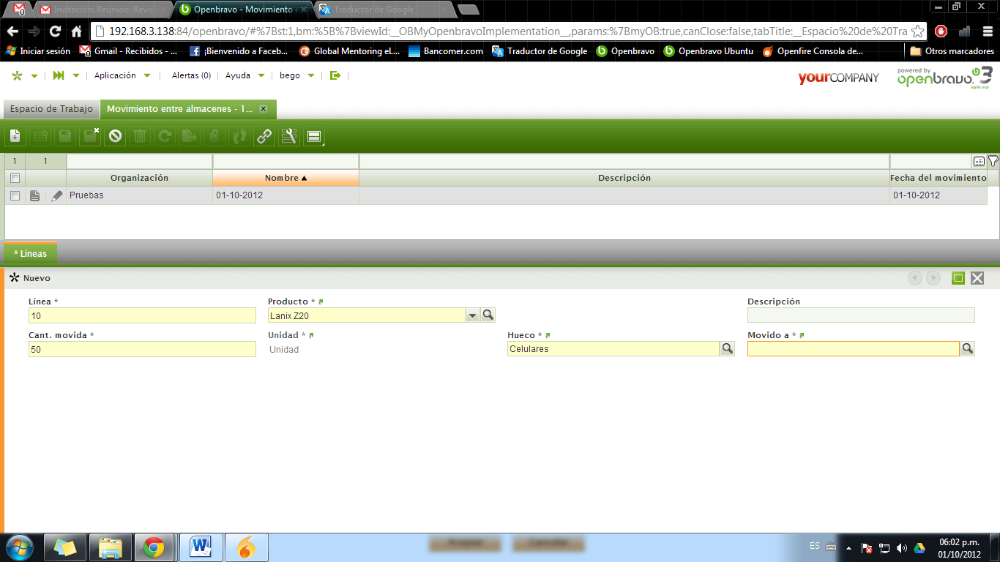 Invitación: Reunión: Revis
Openbravo - Movimiento
Traductor de Google
192.168.3.138:84/openbravo/#%7Bst:1,bm:%5B%7BviewId:__OBMyOpenbravoImplementation__,params:%7BmyOB:true,canClose:false,tabTitle:__Espacio%20de%20Tra
Iniciar sesión
Gmail - Recibidos - ...
¡Bienvenido a Faceb...
Global Mentoring eL...
Bancomer.com
Traductor de Google
Openbravo
Openbravo Ubuntu
Openfire Consola de...
Otros marcadores
Aplicación
Alertas (0)
Ayuda
bego
yourCOMPANY
powered by
openbravo 3
agile erp
Espacio de Trabajo
Movimiento entre almacenes - 1...
1
1
Organización
Nombre
Descripción
Fecha del movimiento
Pruebas
01-10-2012
01-10-2012
* Líneas
Nuevo
Línea *
Producto *
Descripción
10
Lanix Z20
Cant. movida *
Unidad *
Hueco *
Movido a *
50
Unidad
Celulares
Aceptar
Cancelar
ES
06:02 p.m.
01/10/2012